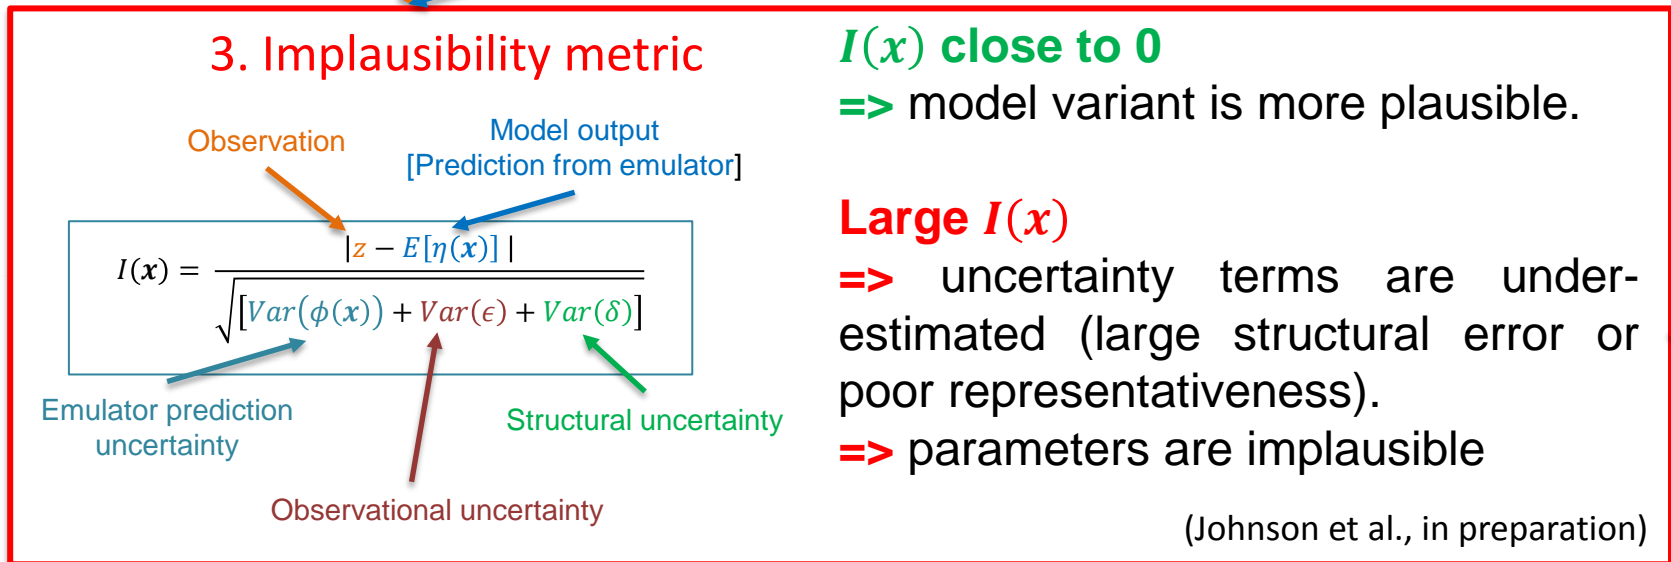 3. Implausibility metric
Observation
Model output
[Prediction from emulator]
I(x) = |z − E[η(x)] | / √[Var(ϕ(x)) + Var(ϵ) + Var(δ)]
Emulator prediction
uncertainty
Structural uncertainty
Observational uncertainty
I(x) close to 0
=> model variant is more plausible.
Large I(x)
=> uncertainty terms are under-
estimated (large structural error or
poor representativeness).
=> parameters are implausible
(Johnson et al., in preparation)